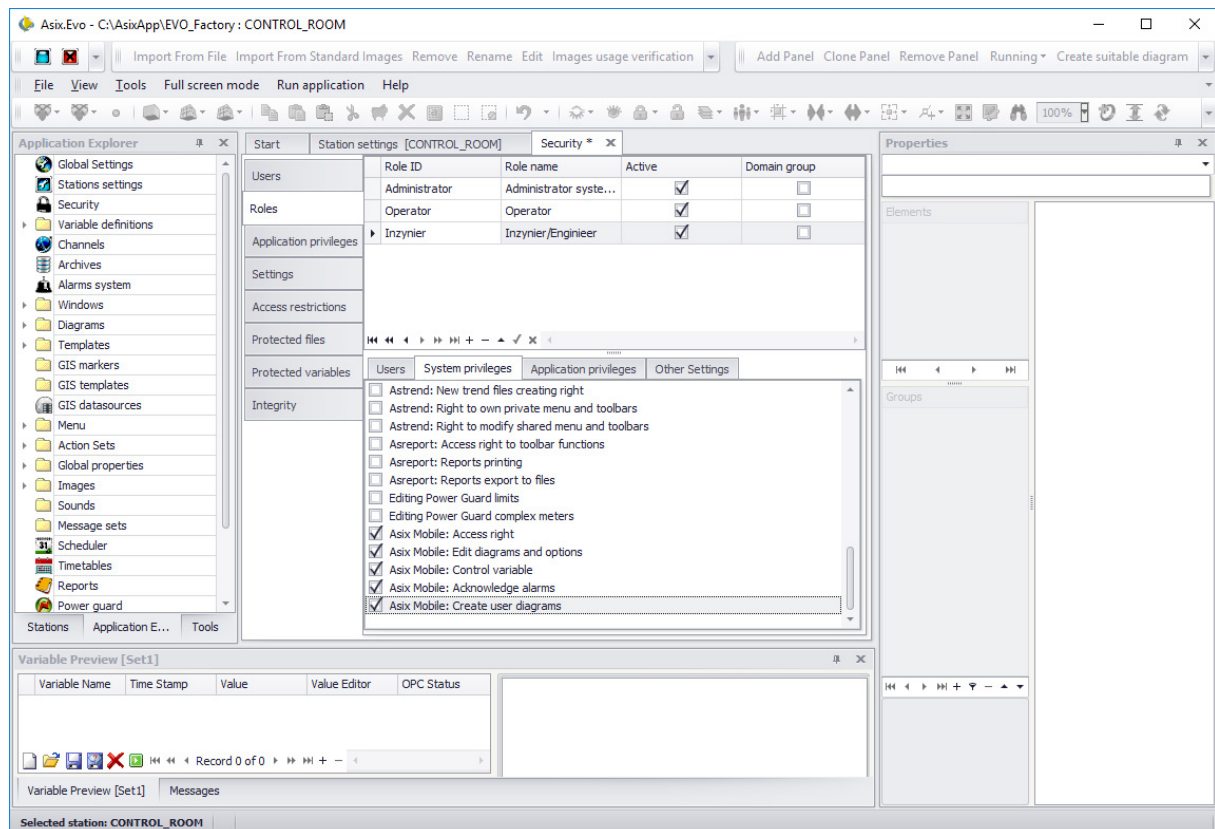 Asix.Evo - C:\AsixApp\EVO_Factory : CONTROL_ROOM
Import From File Import From Standard Images Remove Rename Edit Images usage verification
Add Panel Clone Panel Remove Panel Running Create suitable diagram
File View Tools Full screen mode Run application Help
100%
Application Explorer
Global Settings
Stations settings
Security
Variable definitions
Channels
Archives
Alarms system
Windows
Diagrams
Templates
GIS markers
GIS templates
GIS datasources
Menu
Action Sets
Global properties
Images
Sounds
Message sets
31 Scheduler
Timetables
Reports
Power guard
Stations Application E... Tools
Start Station settings [CONTROL_ROOM] Security *
Users
Roles
Application privileges
Settings
Access restrictions
Protected files
Protected variables
Integrity
Role ID Role name Active Domain group
Administrator Administrator syste...
Operator Operator
Inzynier Inzynier/Enginieer
Users System privileges Application privileges Other Settings
Astrend: New trend files creating right
Astrend: Right to own private menu and toolbars
Astrend: Right to modify shared menu and toolbars
Asreport: Access right to toolbar functions
Asreport: Reports printing
Asreport: Reports export to files
Editing Power Guard limits
Editing Power Guard complex meters
Asix Mobile: Access right
Asix Mobile: Edit diagrams and options
Asix Mobile: Control variable
Asix Mobile: Acknowledge alarms
Asix Mobile: Create user diagrams
Properties
Elements
Groups
Variable Preview [Set1]
Variable Name Time Stamp Value Value Editor OPC Status
Record 0 of 0
Variable Preview [Set1] Messages
Selected station: CONTROL_ROOM